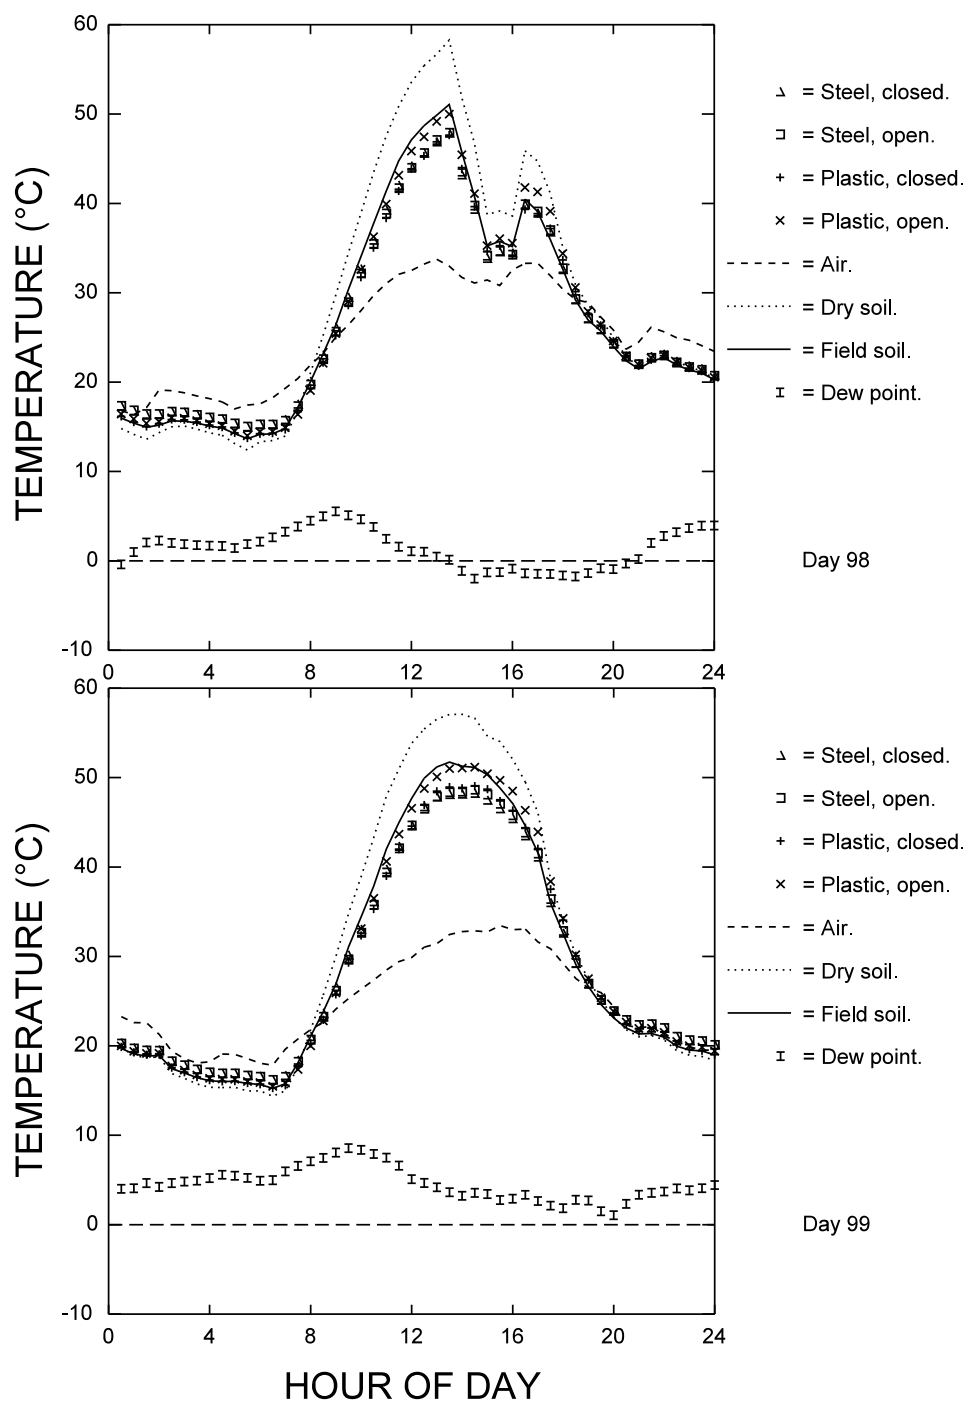 60
50
40
30
20
10
0
-10
TEMPERATURE (°C)
0 4 8 12 16 20 24
= Steel, closed.
= Steel, open.
= Plastic, closed.
= Plastic, open.
= Air.
= Dry soil.
= Field soil.
= Dew point.
Day 98
60
50
40
30
20
10
0
-10
TEMPERATURE (°C)
0 4 8 12 16 20 24
= Steel, closed.
= Steel, open.
= Plastic, closed.
= Plastic, open.
= Air.
= Dry soil.
= Field soil.
= Dew point.
Day 99
HOUR OF DAY